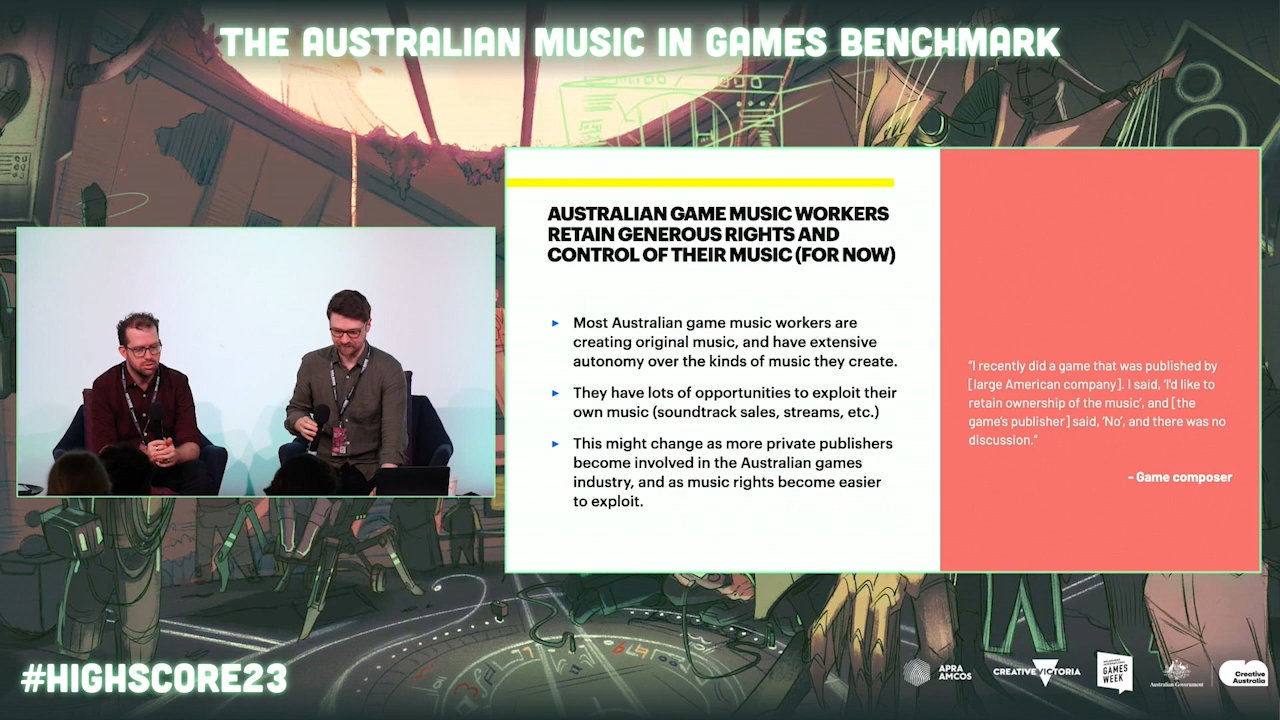 THE AUSTRALIAN MUSIC IN GAMES BENCHMARK
AUSTRALIAN GAME MUSIC WORKERS
RETAIN GENEROUS RIGHTS AND
CONTROL OF THEIR MUSIC (FOR NOW)
Most Australian game music workers are
creating original music, and have extensive
autonomy over the kinds of music they create.
They have lots of opportunities to exploit their
own music (soundtrack sales, streams, etc.)
This might change as more private publishers
become involved in the Australian games
industry, and as music rights become easier
to exploit.
“I recently did a game that was published by
[large American company]. I said, ‘I’d like to
retain ownership of the music’, and [the
game’s publisher] said, ‘No’, and there was no
discussion.”
– Game composer
#HIGHSCORE23
APRA
AMCOS
CREATIVE VICTORIA
GAMES
WEEK
Australian Government
Creative
Australia